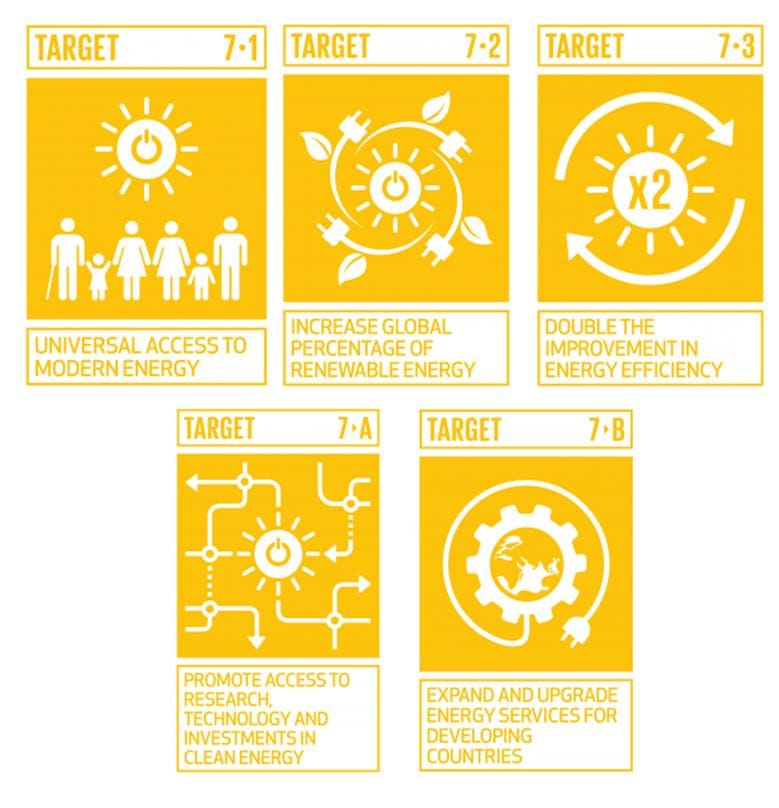 TARGET 7·1
UNIVERSAL ACCESS TO
MODERN ENERGY
TARGET 7·2
INCREASE GLOBAL
PERCENTAGE OF
RENEWABLE ENERGY
TARGET 7·3
X2
DOUBLE THE
IMPROVEMENT IN
ENERGY EFFICIENCY
TARGET 7‣A
PROMOTE ACCESS TO
RESEARCH,
TECHNOLOGY AND
INVESTMENTS IN
CLEAN ENERGY
TARGET 7‣B
EXPAND AND UPGRADE
ENERGY SERVICES FOR
DEVELOPING
COUNTRIES